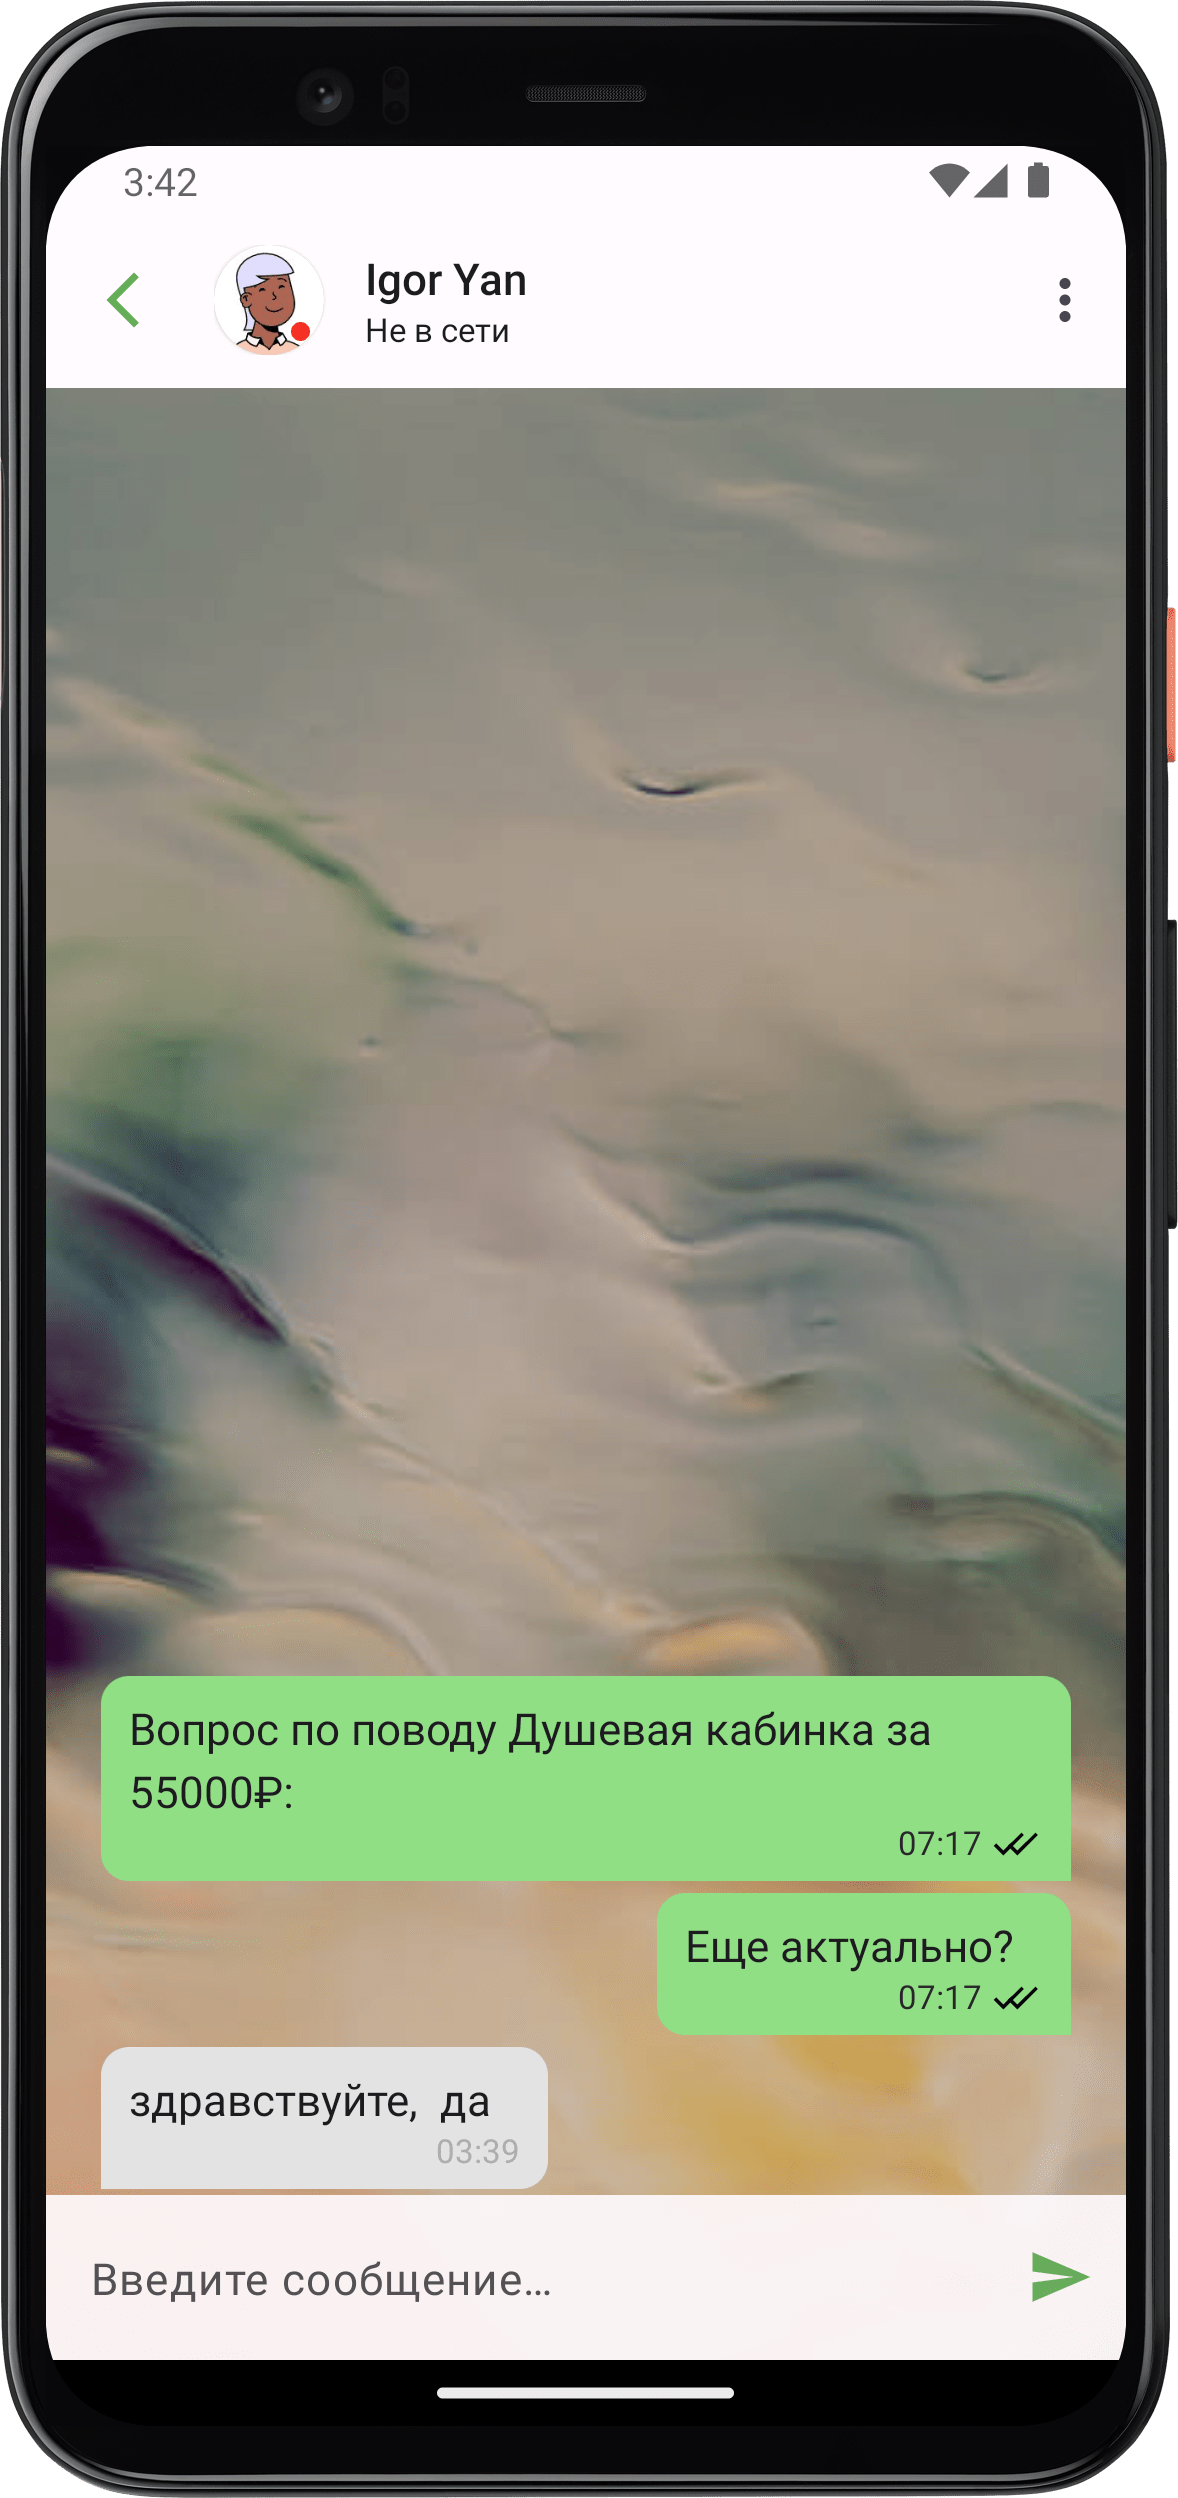 3:42
Igor Yan
Не в сети
Вопрос по поводу Душевая кабинка за
55000₽:
07:17
Еще актуально?
07:17
здравствуйте,  да
03:39
Введите сообщение...